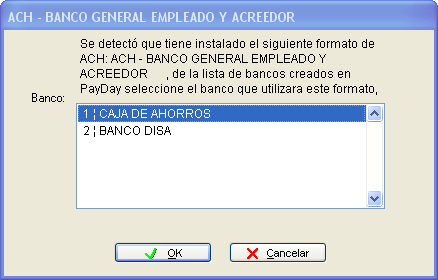 ACH - BANCO GENERAL EMPLEADO Y ACREEDOR
Se detectó que tiene instalado el siguiente formato de
ACH: ACH - BANCO GENERAL EMPLEADO Y
ACREEDOR , de la lista de bancos creados en
PayDay seleccione el banco que utilizara este formato,
Banco:
1 ¦ CAJA DE AHORROS
2 ¦ BANCO DISA
OK Cancelar